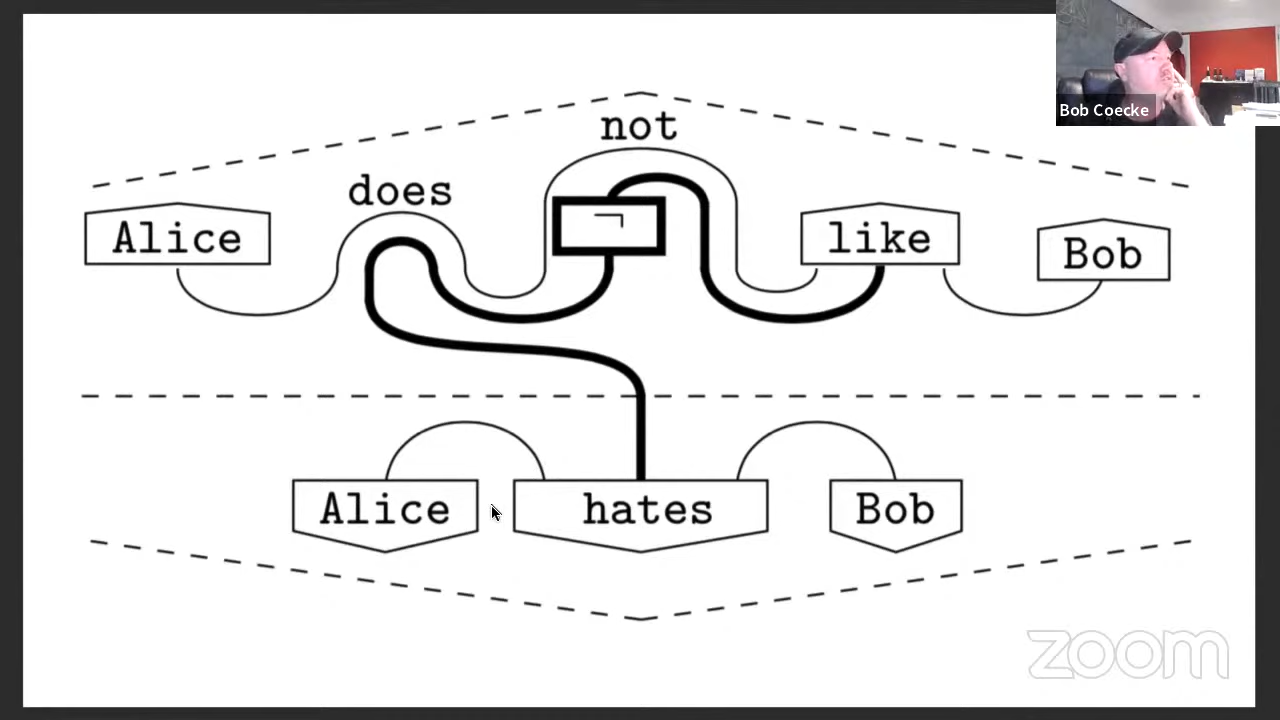 Bob Coecke
not
does
Alice ¬ like Bob
Alice hates Bob
zoom